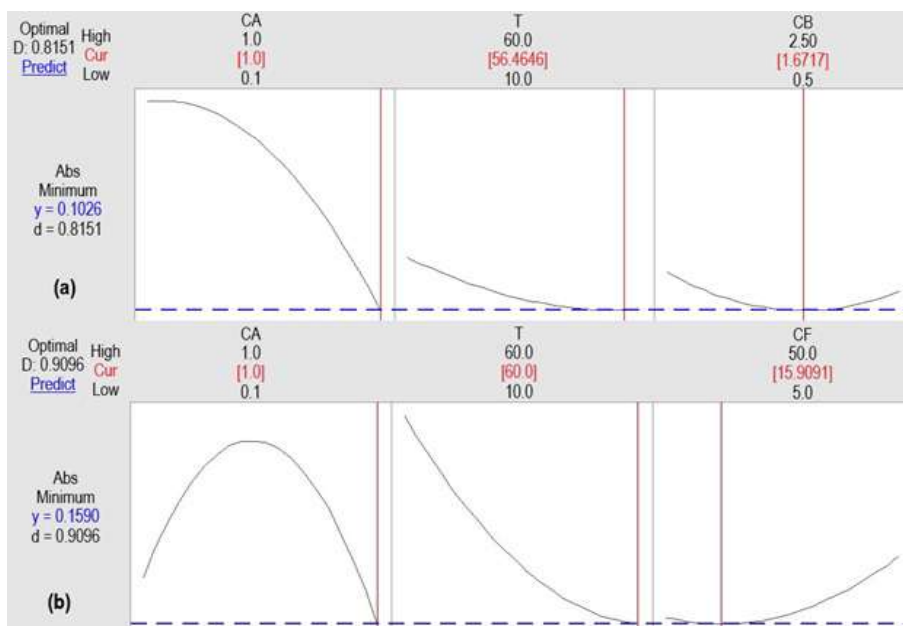 Optimal
D: 0.8151
Predict
High
Cur
Low
CA
1.0
[1.0]
0.1
T
60.0
[56.4646]
10.0
CB
2.50
[1.6717]
0.5
Abs
Minimum
y = 0.1026
d = 0.8151
(a)
Optimal
D: 0.9096
Predict
High
Cur
Low
CA
1.0
[1.0]
0.1
T
60.0
[60.0]
10.0
CF
50.0
[15.9091]
5.0
Abs
Minimum
y = 0.1590
d = 0.9096
(b)